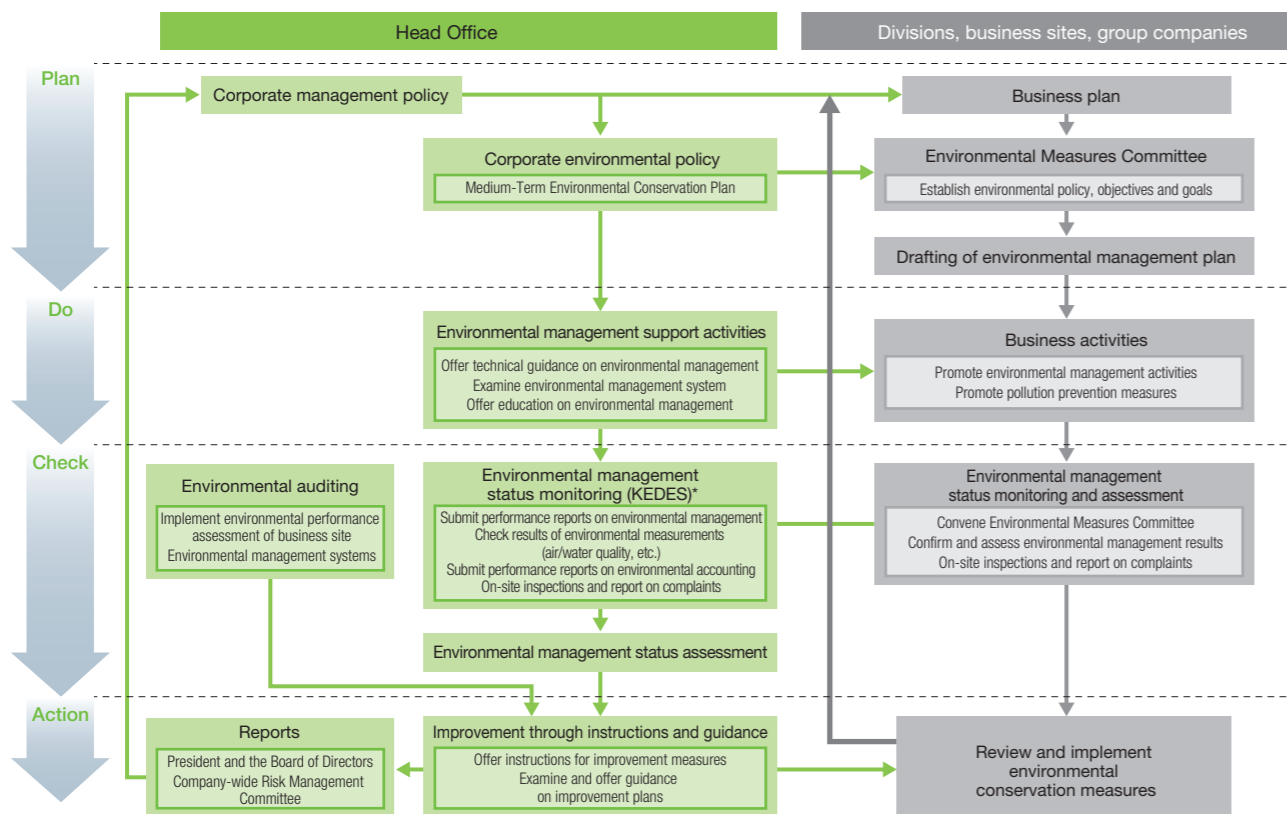 Head Office
Divisions, business sites, group companies
Plan
Corporate management policy
Business plan
Corporate environmental policy
Medium-Term Environmental Conservation Plan
Environmental Measures Committee
Establish environmental policy, objectives and goals
Drafting of environmental management plan
Do
Environmental management support activities
Offer technical guidance on environmental management
Examine environmental management system
Offer education on environmental management
Business activities
Promote environmental management activities
Promote pollution prevention measures
Check
Environmental auditing
Implement environmental performance
assessment of business site
Environmental management systems
Environmental management
status monitoring (KEDES)*
Submit performance reports on environmental management
Check results of environmental measurements
(air/water quality, etc.)
Submit performance reports on environmental accounting
On-site inspections and report on complaints
Environmental management
status monitoring and assessment
Convene Environmental Measures Committee
Confirm and assess environmental management results
On-site inspections and report on complaints
Environmental management status assessment
Action
Reports
President and the Board of Directors
Company-wide Risk Management
Committee
Improvement through instructions and guidance
Offer instructions for improvement measures
Examine and offer guidance
on improvement plans
Review and implement
environmental
conservation measures